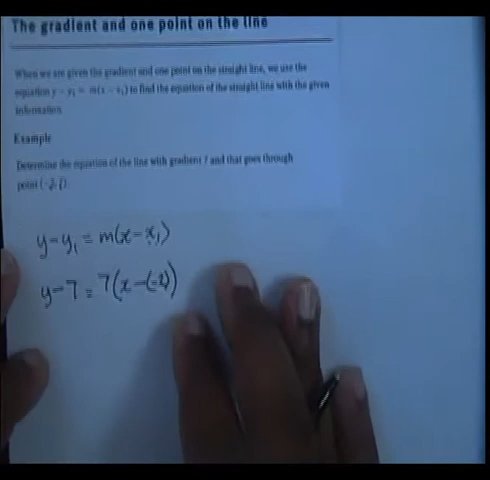 The gradient and one point on the line
When we are given the gradient and one point on the straight line, we use the
equation y − y₁ = m(x − x₁) to find the equation of the straight line with the given
information.
Example
Determine the equation of the line with gradient 7 and that goes through
point
y-y₁ = m(x-x₁)
y-7 = 7(x-(-2))